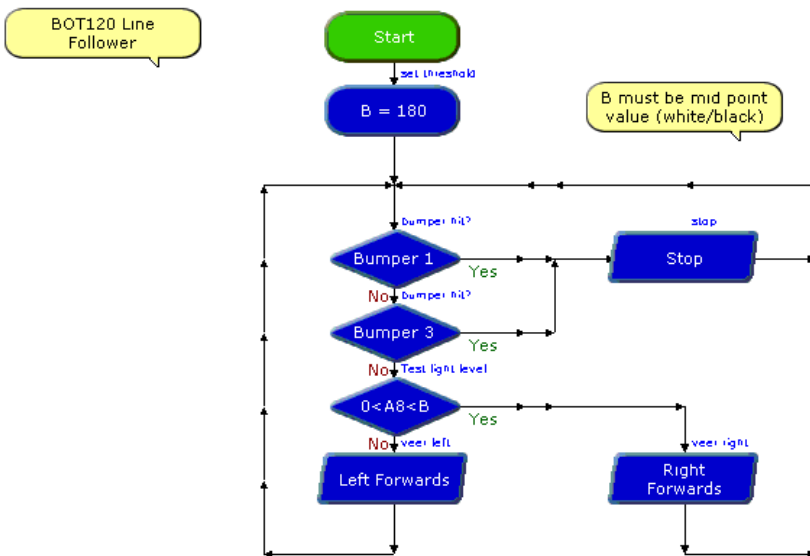 BOT120 Line
Follower
Start
set threshold
B = 180
B must be mid point
value (white/black)
bumper hit?
stop
Bumper 1
Yes
Stop
No
bumper hit?
Bumper 3
Yes
No
Test light level
0<A8<B
Yes
No
veer left
veer right
Left Forwards
Right
Forwards